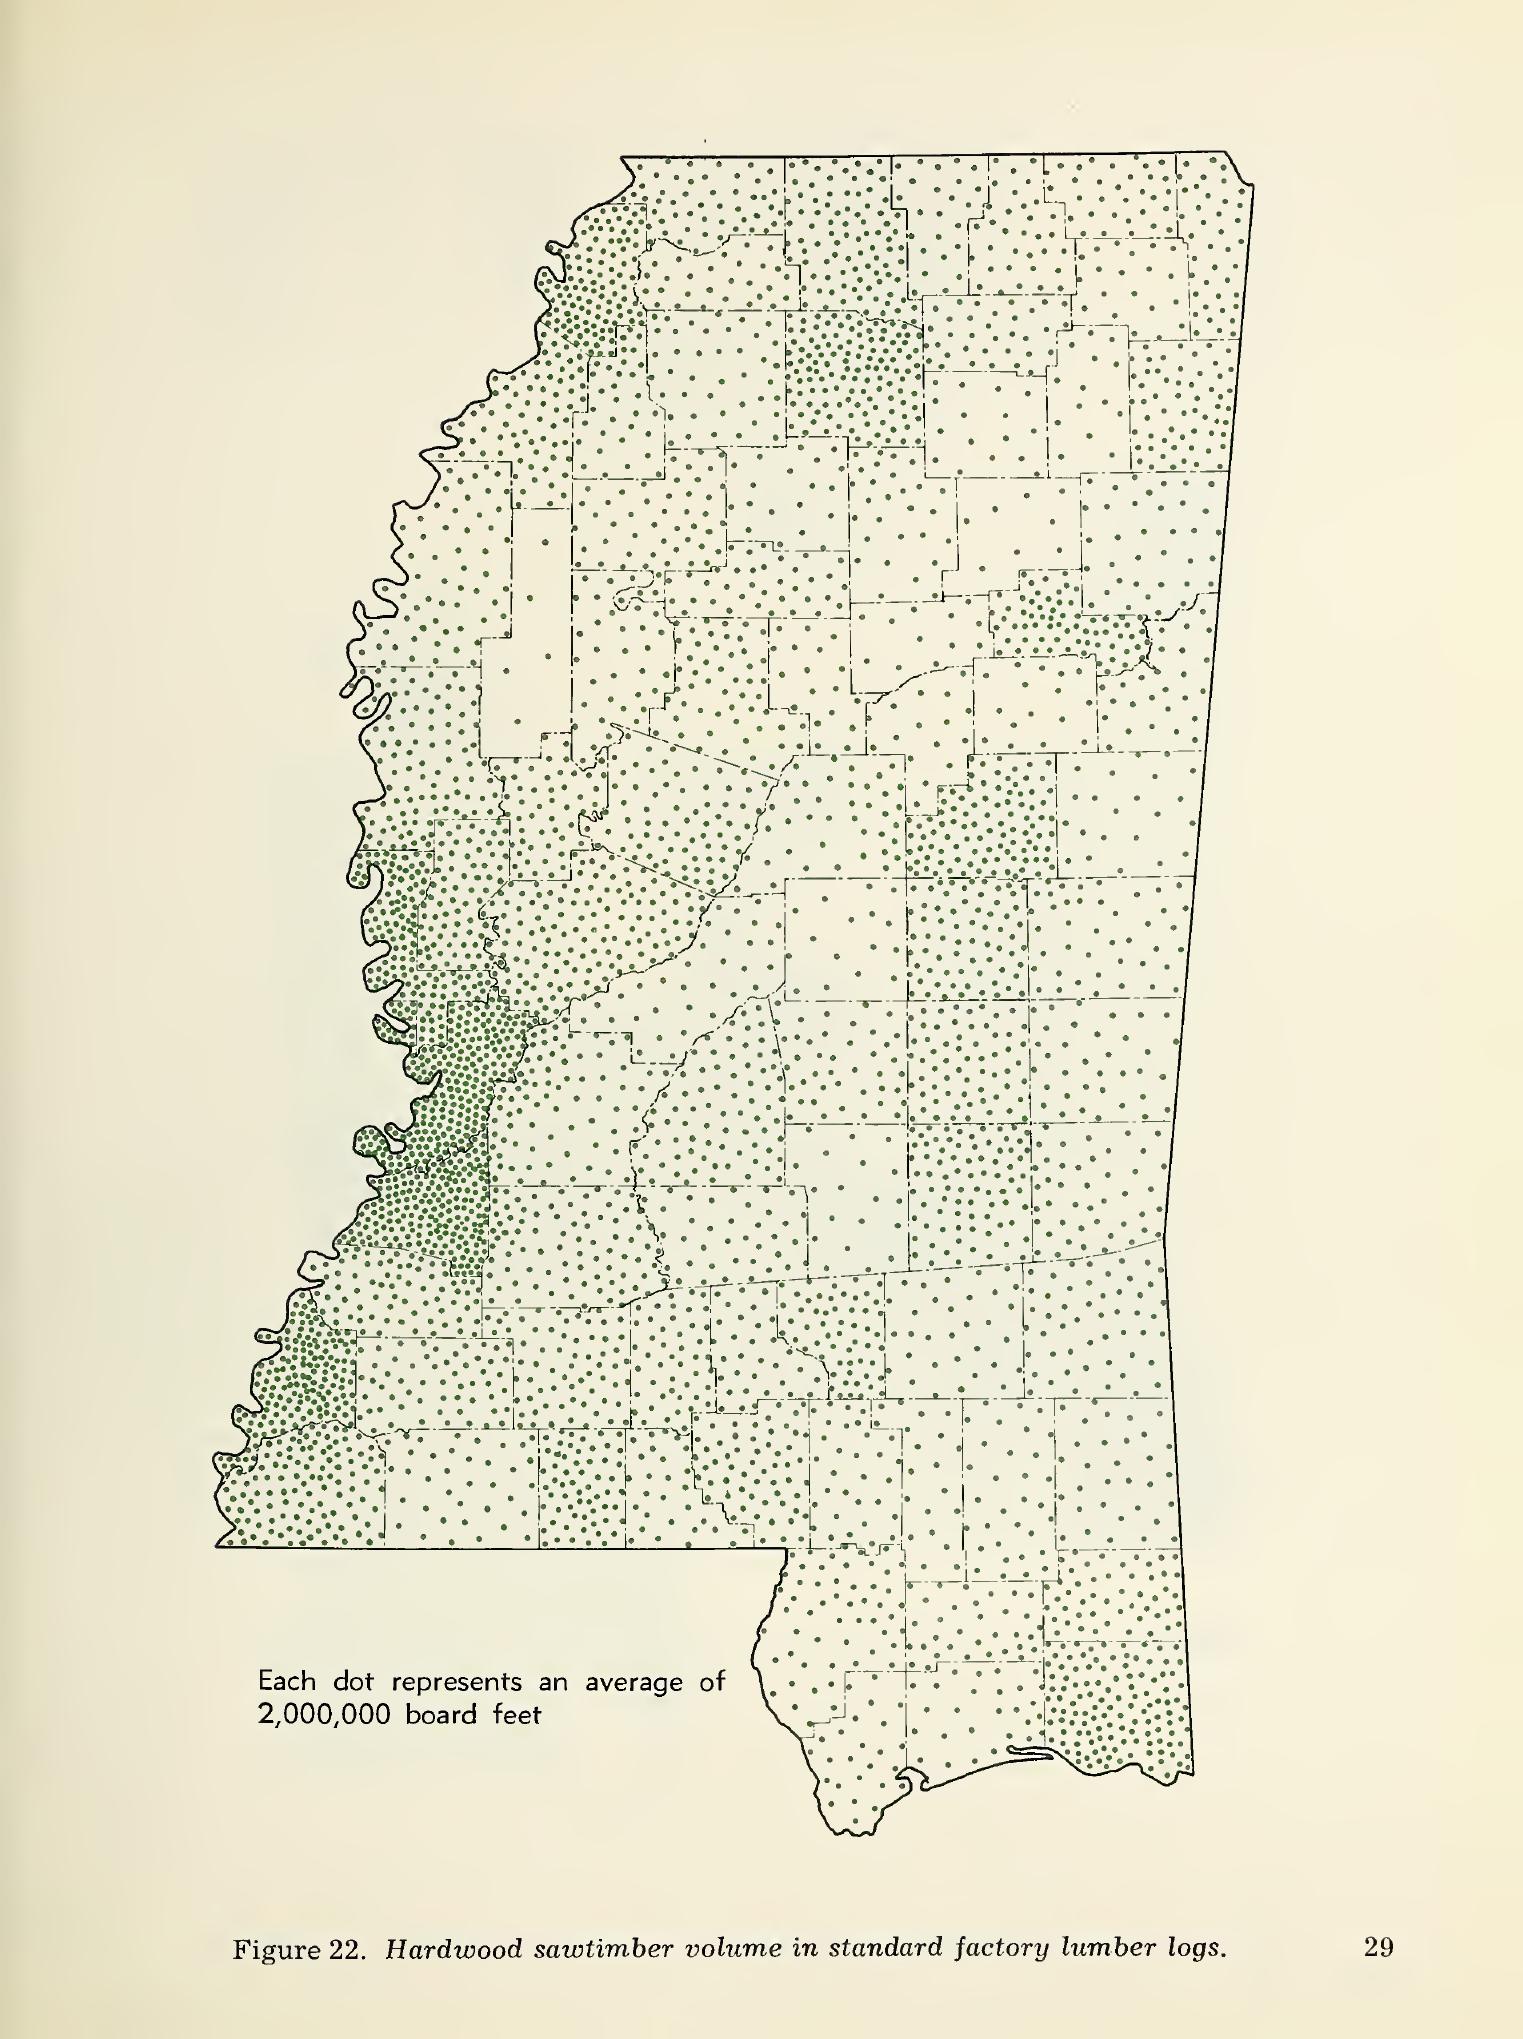 Each dot represents an average of
2,000,000 board feet
Figure 22. Hardwood sawtimber volume in standard factory lumber logs.
29